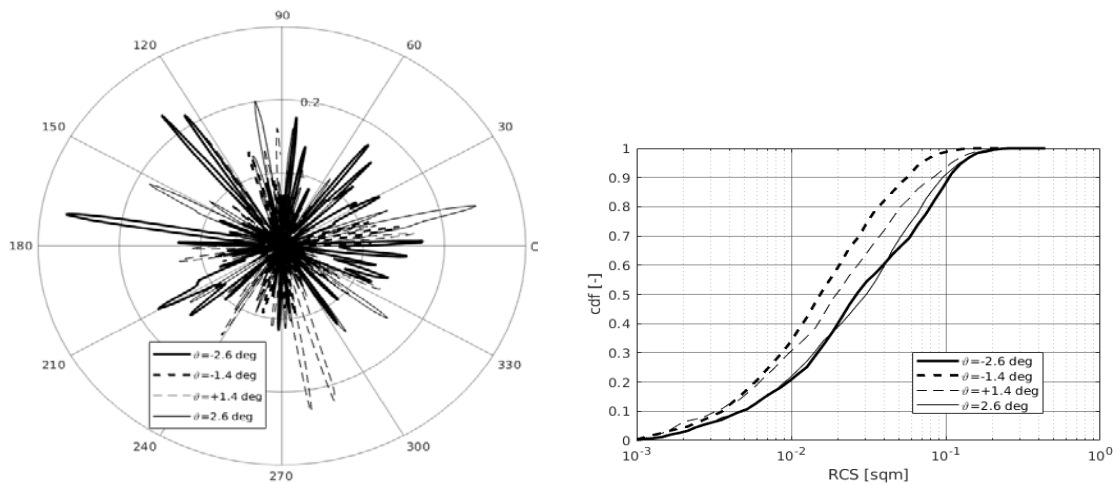 90
120
60
0.2
150
30
180
0
210
330
ϑ=-2.6 deg
ϑ=-1.4 deg
ϑ=+1.4 deg
ϑ=2.6 deg
240
300
270
1
0.9
0.8
0.7
0.6
0.5
0.4
0.3
0.2
0.1
0
cdf [-]
ϑ=-2.6 deg
ϑ=-1.4 deg
ϑ=+1.4 deg
ϑ=2.6 deg
10⁻³ 10⁻² 10⁻¹ 10⁰
RCS [sqm]